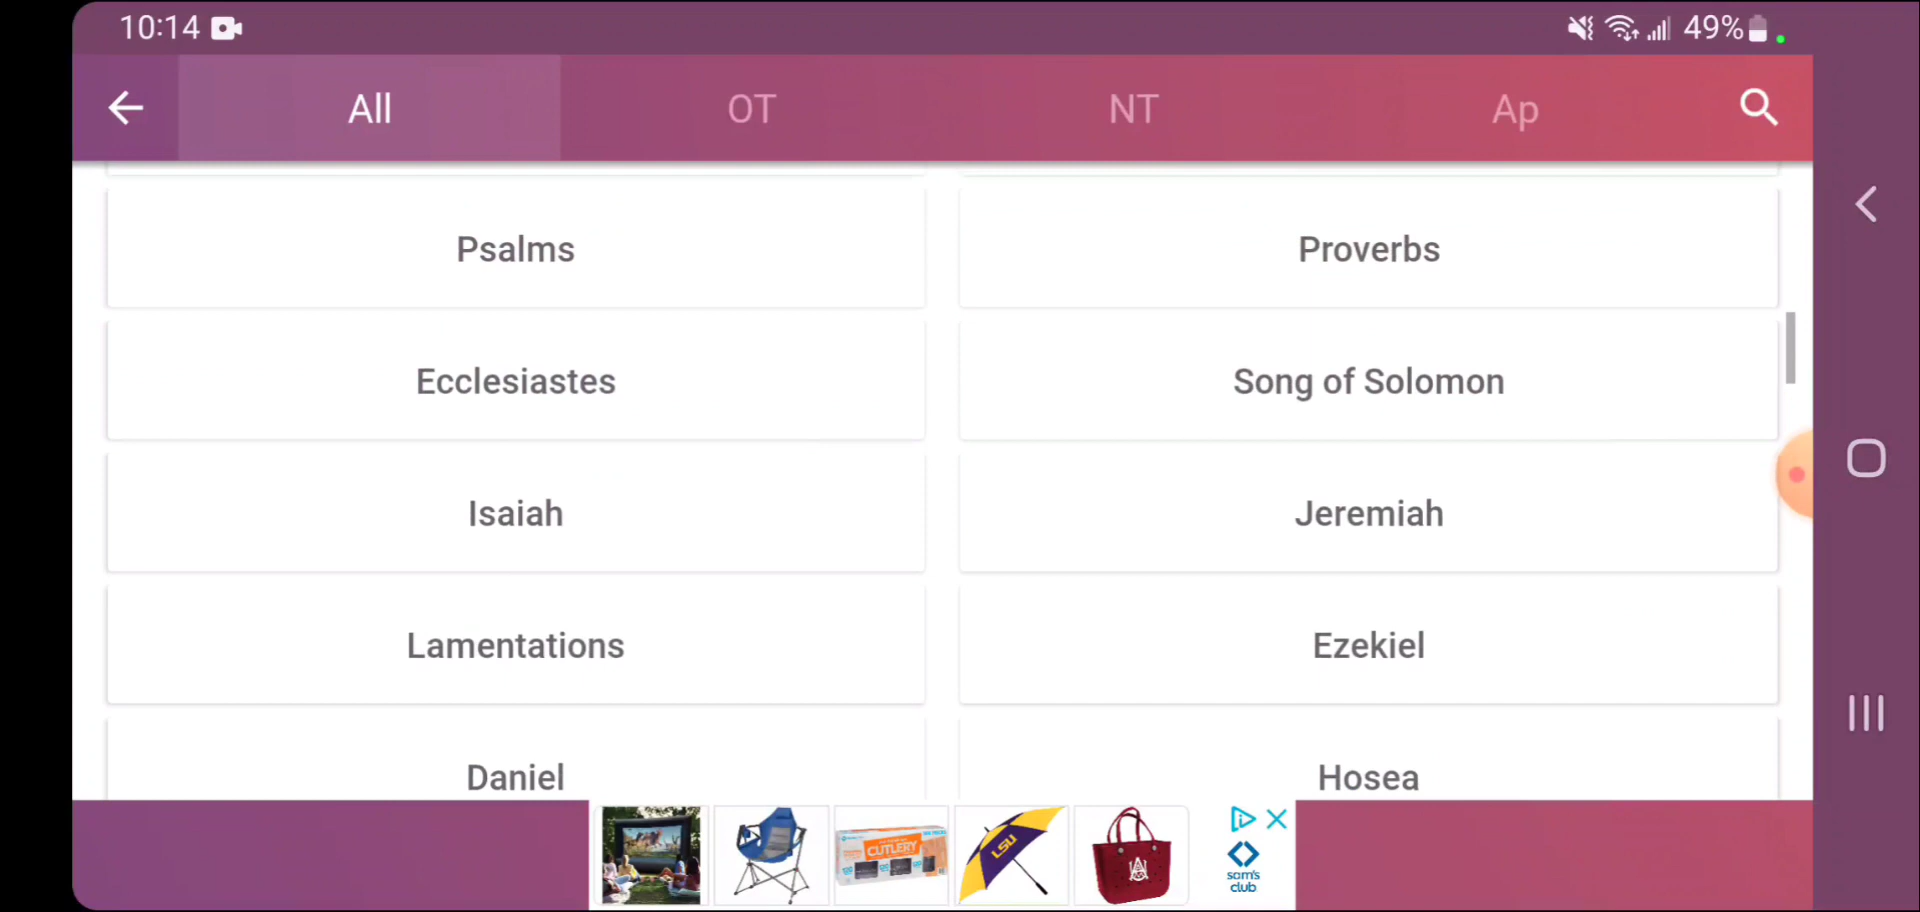 10:14 49%
All OT NT Ap
Psalms Proverbs
Ecclesiastes Song of Solomon
Isaiah Jeremiah
Lamentations Ezekiel
Daniel Hosea
CUTLERY
LSU
A
sam's
club